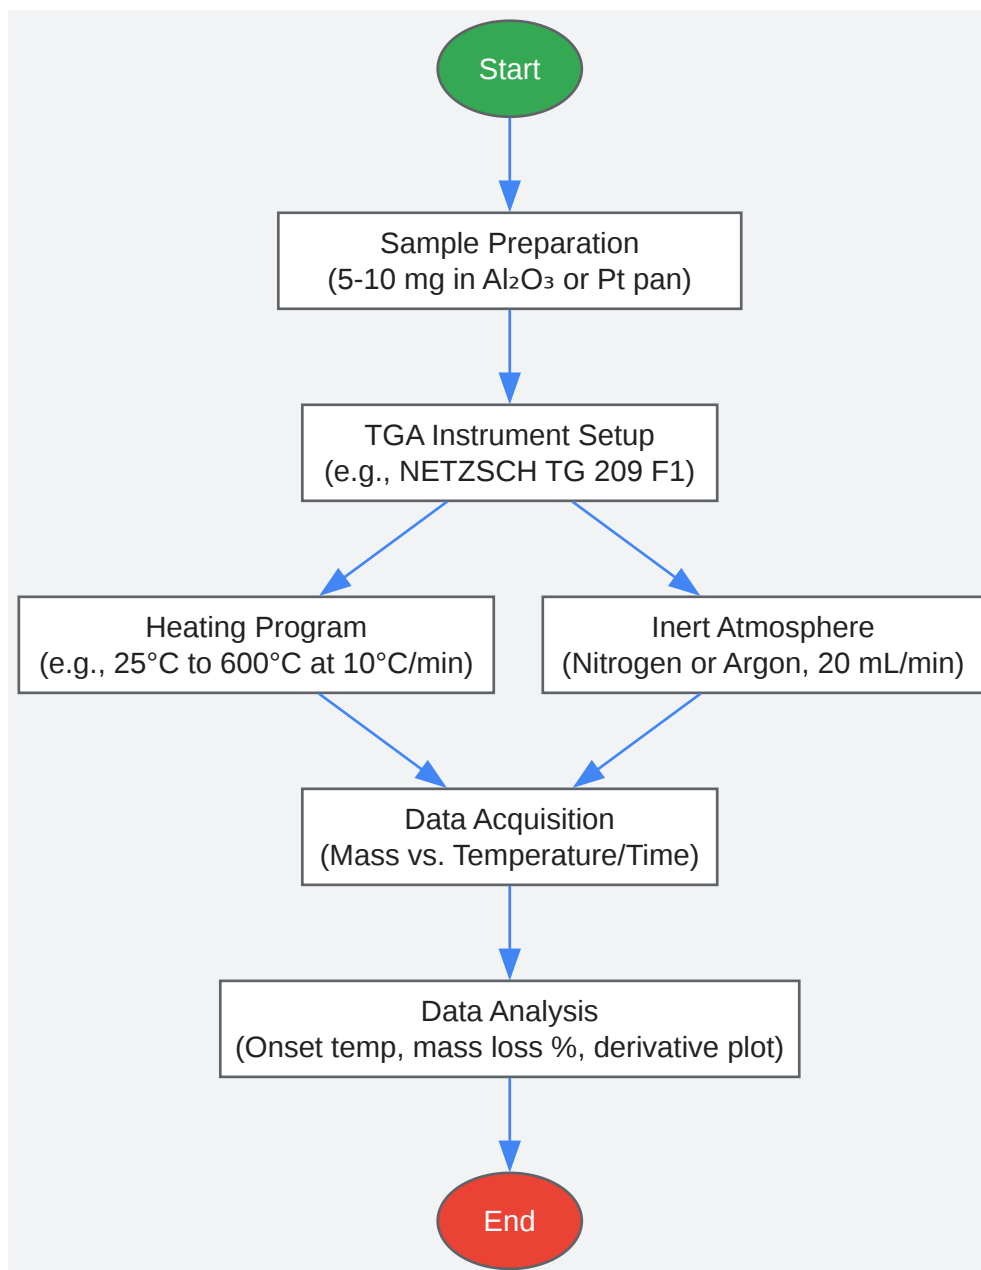 Start
Sample Preparation
(5-10 mg in Al₂O₃ or Pt pan)
TGA Instrument Setup
(e.g., NETZSCH TG 209 F1)
Heating Program
(e.g., 25°C to 600°C at 10°C/min)
Inert Atmosphere
(Nitrogen or Argon, 20 mL/min)
Data Acquisition
(Mass vs. Temperature/Time)
Data Analysis
(Onset temp, mass loss %, derivative plot)
End